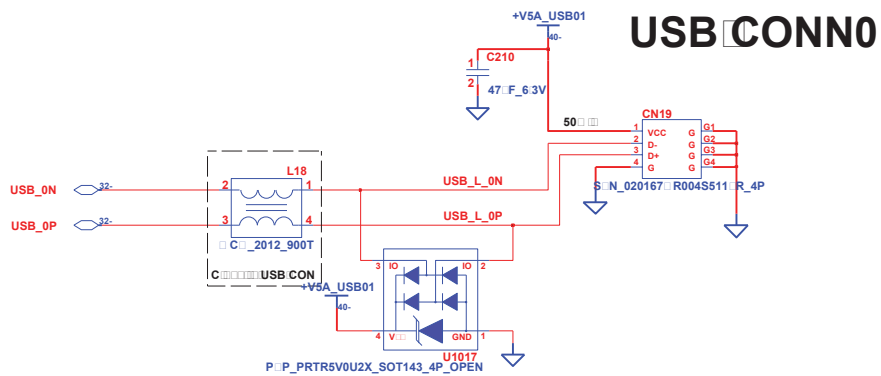 USB CONN0
+V5A_USB01
40-
C210
1
2
47 F_6 3V
CN19
50
1 VCC G G1
2 D- G G2
3 D+ G G3
4 G G G4
S N_020167 R004S511 R_4P
L18
USB_0N 32- 2 1 USB_L_0N
USB_0P 32- 3 4 USB_L_0P
C _2012_900T
C USB CON
+V5A_USB01
40-
3 IO IO 2
4 V GND 1
U1017
P P_PRTR5V0U2X_SOT143_4P_OPEN